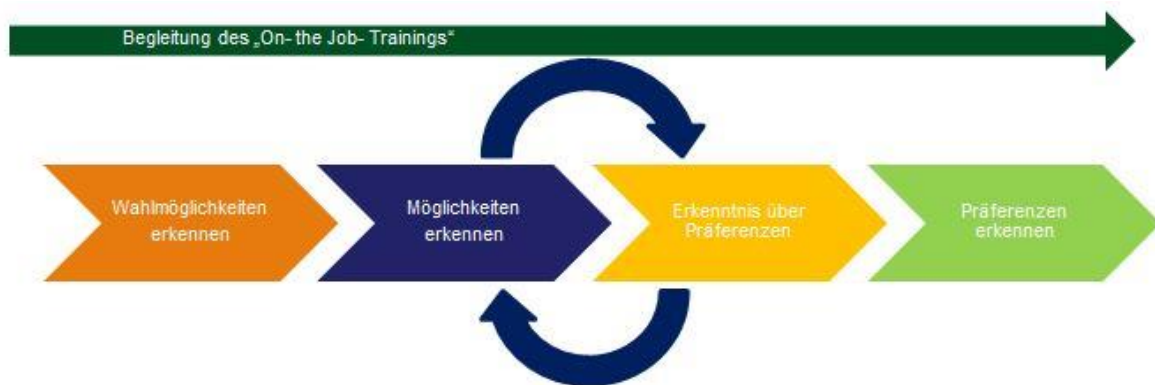 Begleitung des „On- the Job- Trainings“
Wahlmöglichkeiten
erkennen
Möglichkeiten
erkennen
Erkenntnis über
Präferenzen
Präferenzen
erkennen